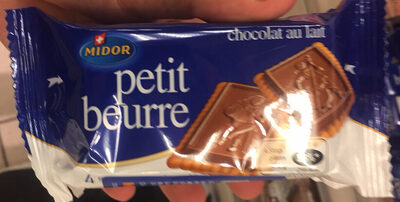 MIDOR
chocolat au lait
petit
beurre